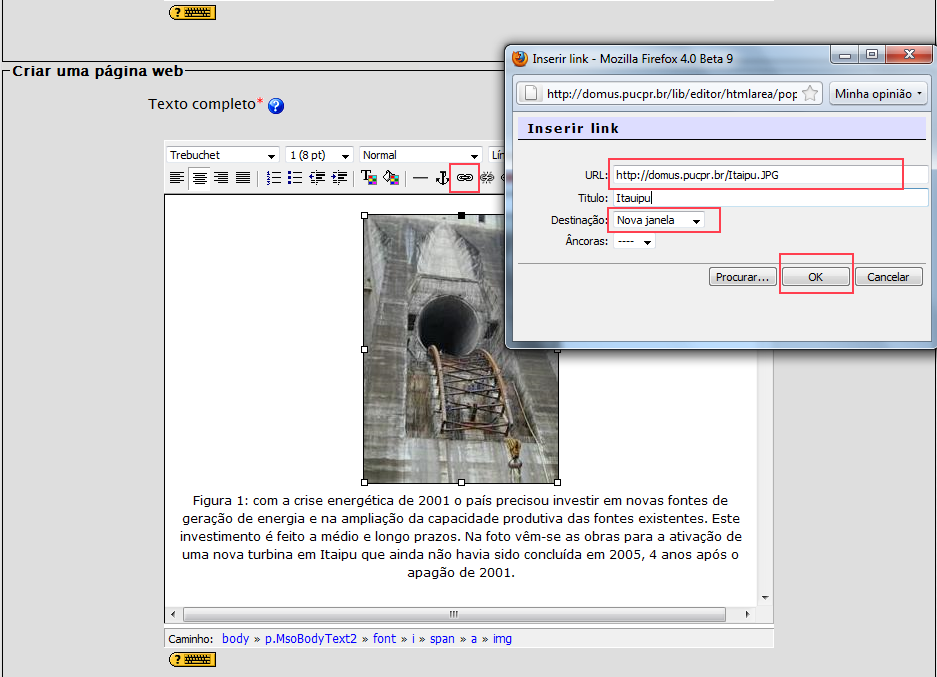 ?
Criar uma página web
Texto completo* ?
Trebuchet 1 (8 pt) Normal Lín
Inserir link - Mozilla Firefox 4.0 Beta 9
http://domus.pucpr.br/lib/editor/htmlarea/pop Minha opinião
Inserir link
URL: http://domus.pucpr.br/Itaipu.JPG
Titulo: Itauipu
Destinação: Nova janela
Âncoras: ----
Procurar... OK Cancelar
Figura 1: com a crise energética de 2001 o país precisou investir em novas fontes de
geração de energia e na ampliação da capacidade produtiva das fontes existentes. Este
investimento é feito a médio e longo prazos. Na foto vêm-se as obras para a ativação de
uma nova turbina em Itaipu que ainda não havia sido concluída em 2005, 4 anos após o
apagão de 2001.
Caminho: body » p.MsoBodyText2 » font » i » span » a » img
?